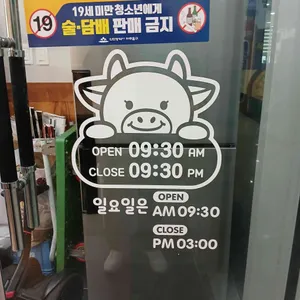 19
19세 미만 청소년에게
술·담배 판매 금지
OPEN 09:30 AM
CLOSE 09:30 PM
일요일은
OPEN
AM 09:30
CLOSE
PM 03:00